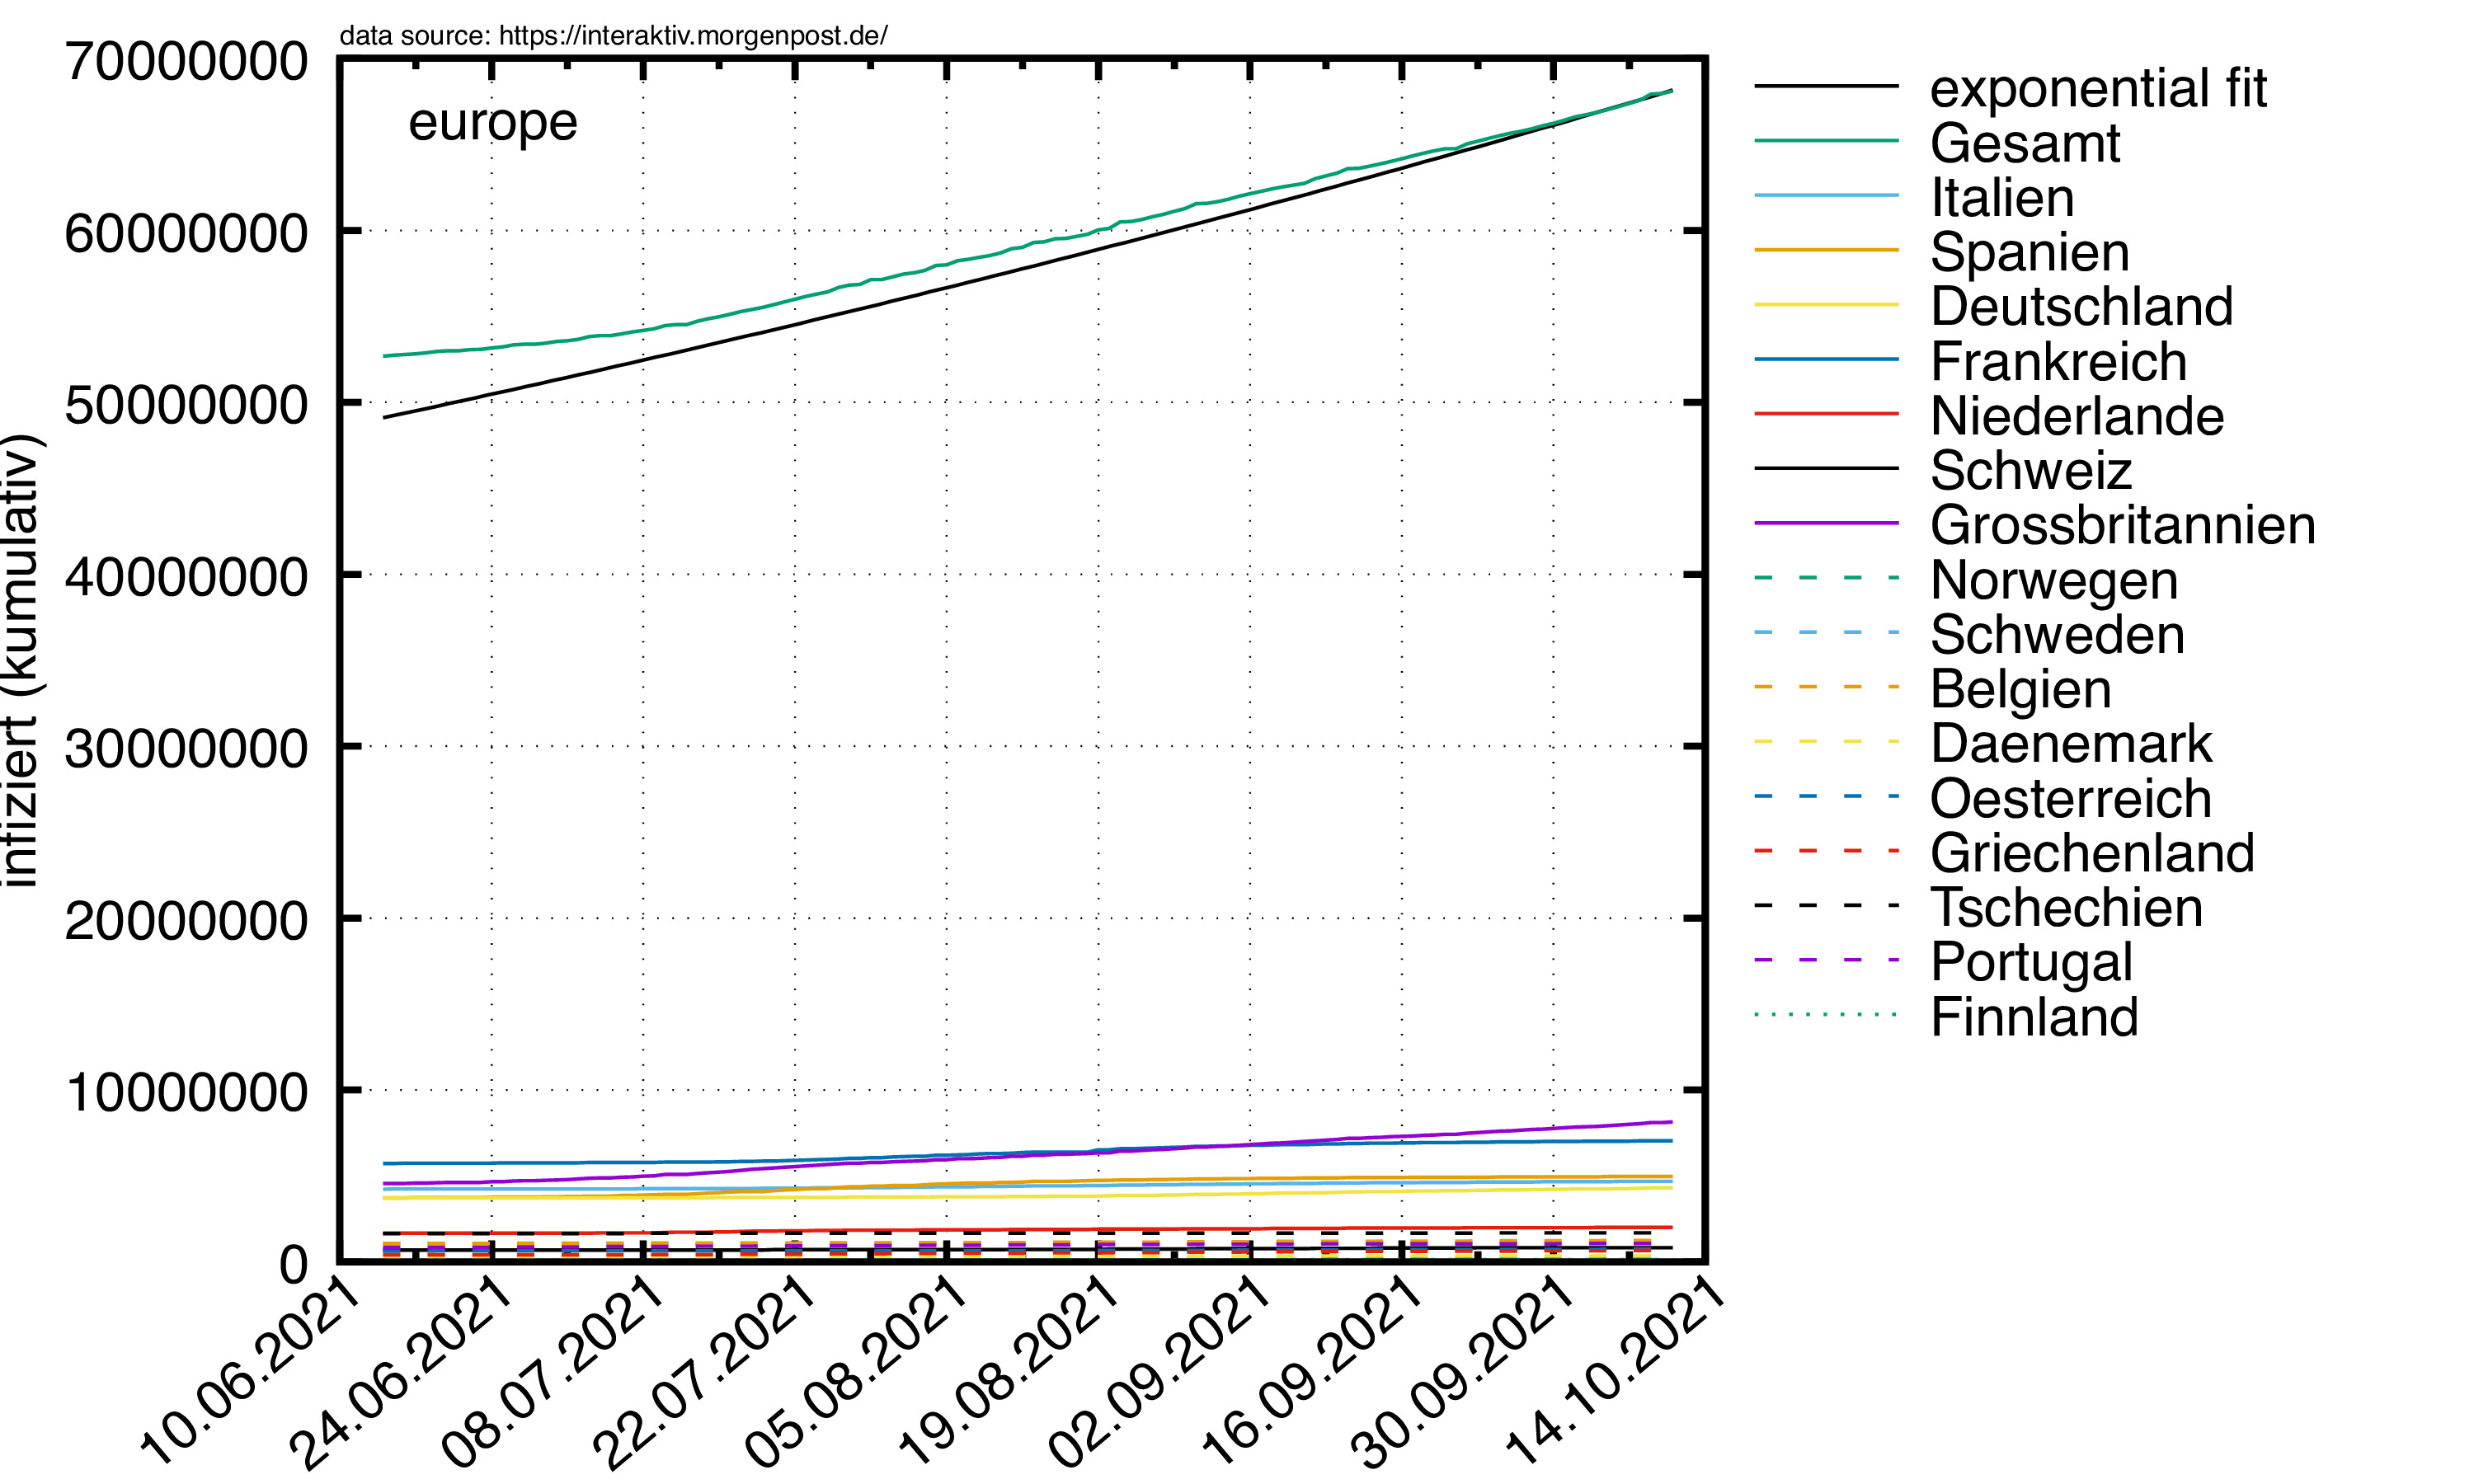 data source: https://interaktiv.morgenpost.de/
70000000
60000000
50000000
40000000
30000000
20000000
10000000
0
infiziert (kumulativ)
europe
10.06.2021
24.06.2021
08.07.2021
22.07.2021
05.08.2021
19.08.2021
02.09.2021
16.09.2021
30.09.2021
14.10.2021
exponential fit
Gesamt
Italien
Spanien
Deutschland
Frankreich
Niederlande
Schweiz
Grossbritannien
Norwegen
Schweden
Belgien
Daenemark
Oesterreich
Griechenland
Tschechien
Portugal
Finnland